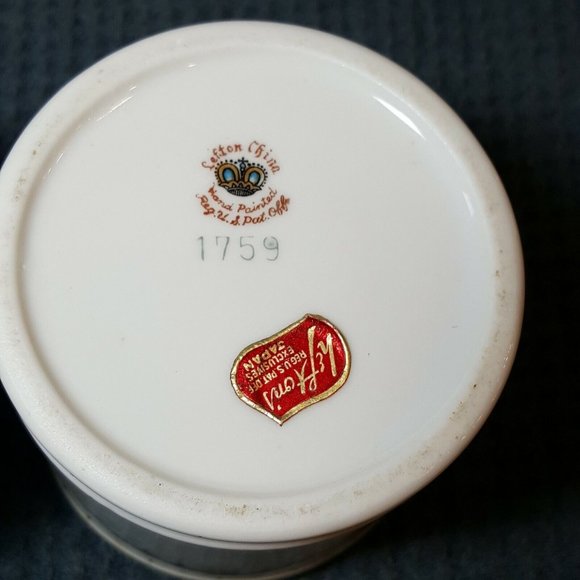 Lefton China
Hand Painted
Reg. U.S. Pat. Off.
1759
Lefton's
REG. U.S. PAT. OFF.
EXCLUSIVES
JAPAN